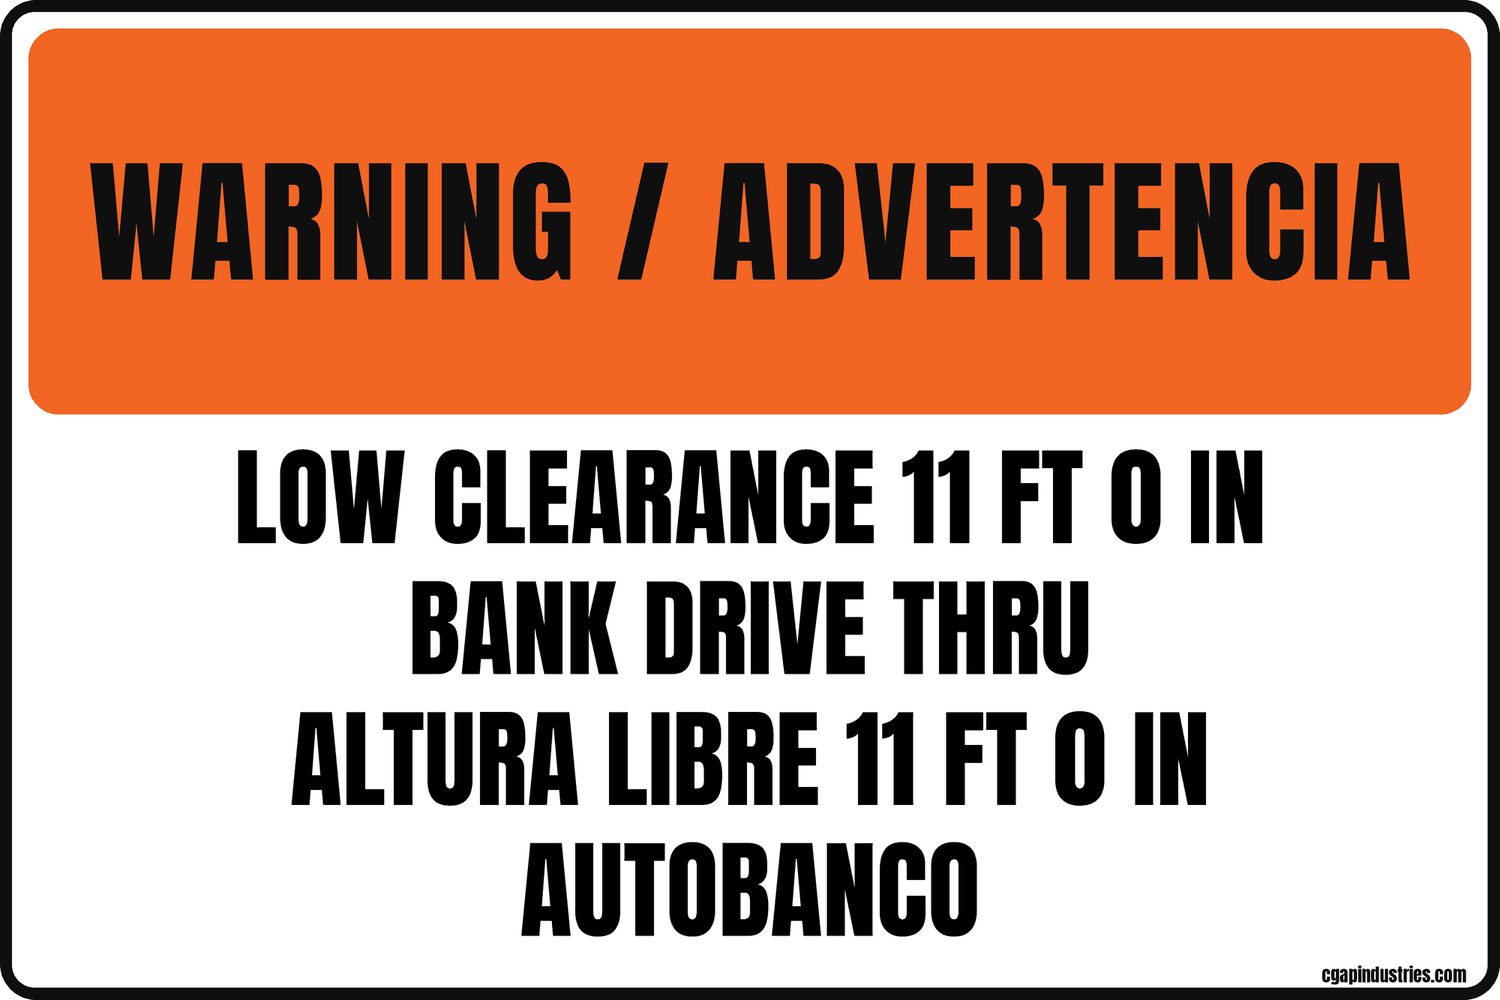 WARNING / ADVERTENCIA
LOW CLEARANCE 11 FT 0 IN
BANK DRIVE THRU
ALTURA LIBRE 11 FT 0 IN
AUTOBANCO
cgapindustries.com